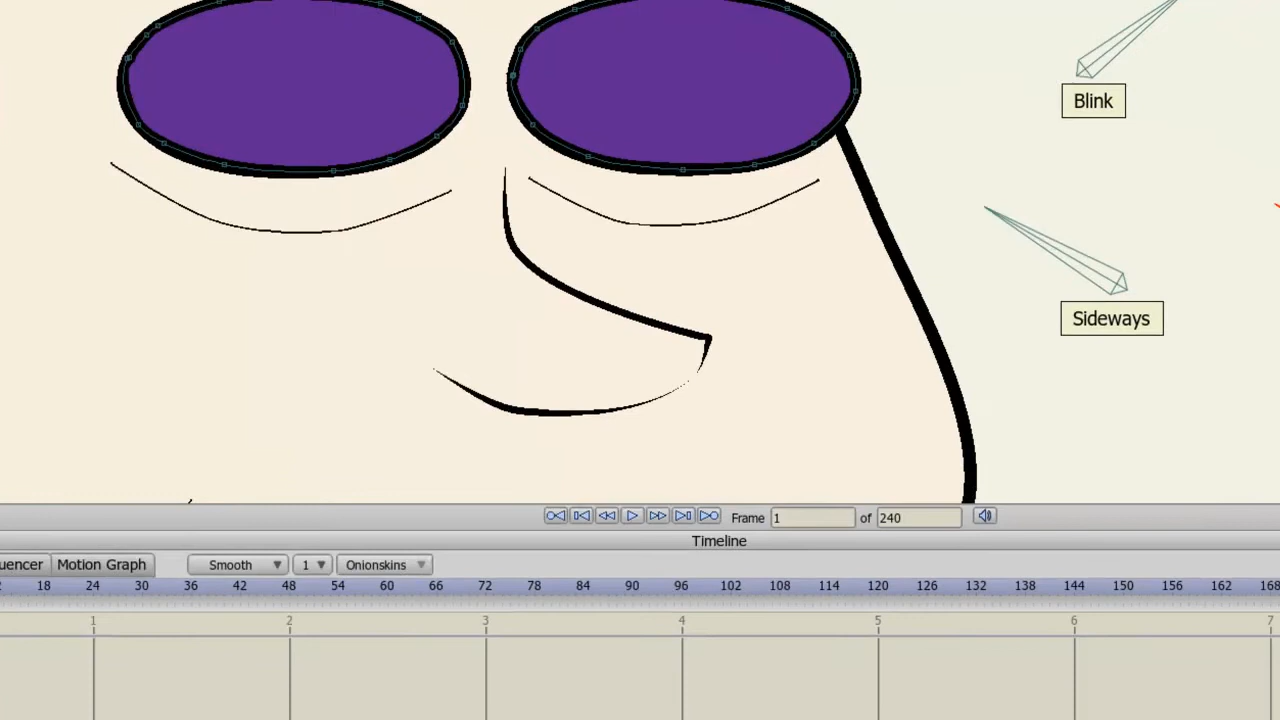 Blink
Sideways
Frame 1 of 240
Timeline
uencer Motion Graph Smooth 1 Onionskins
18 24 30 36 42 48 54 60 66 72 78 84 90 96 102 108 114 120 126 132 138 144 150 156 162 168
1 2 3 4 5 6 7